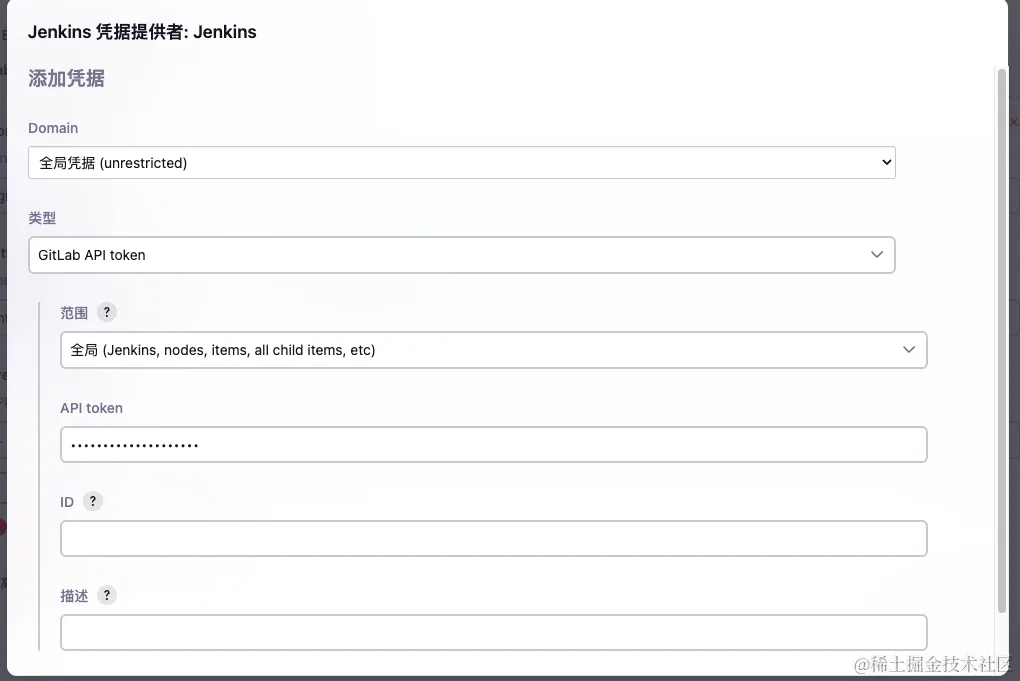 Jenkins 凭据提供者: Jenkins
添加凭据
Domain
全局凭据 (unrestricted)
类型
GitLab API token
范围 ?
全局 (Jenkins, nodes, items, all child items, etc)
API token
••••••••••••••••••••
ID ?
描述 ?
@稀土掘金技术社区